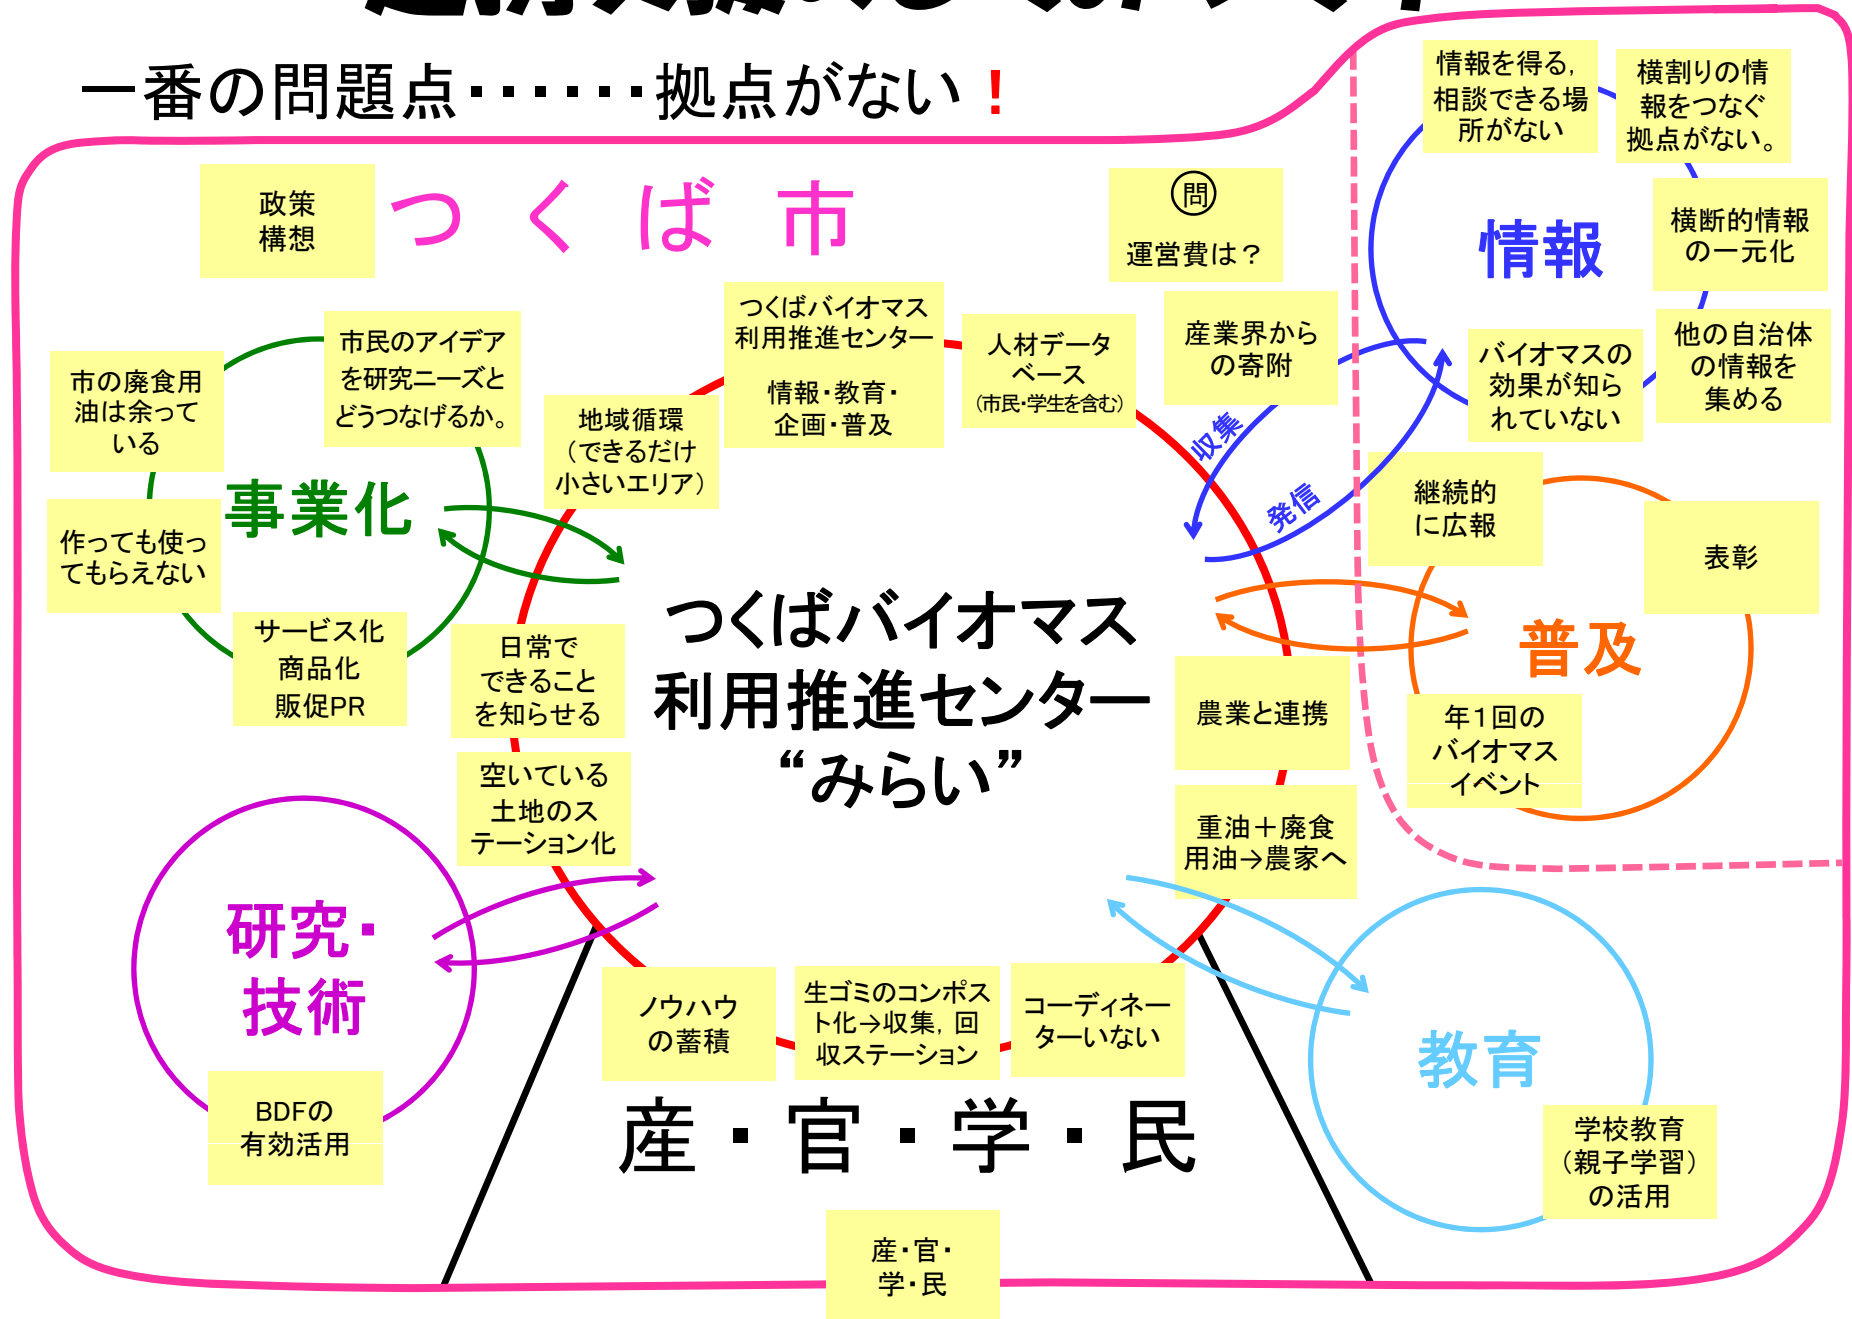 一番の問題点・・・・・・拠点がない！
政策
構想
つくば市
問
運営費は？
情報を得る，
相談できる場
所がない
横割りの情
報をつなぐ
拠点がない。
情報
横断的情報
の一元化
他の自治体
の情報を
集める
バイオマスの
効果が知ら
れていない
産業界から
の寄附
収集
発信
つくばバイオマス
利用推進センター
情報・教育・
企画・普及
人材データ
ベース
（市民・学生を含む）
地域循環
（できるだけ
小さいエリア）
市民のアイデア
を研究ニーズと
どうつなげるか。
市の廃食用
油は余って
いる
事業化
作っても使っ
てもらえない
サービス化
商品化
販促PR
継続的
に広報
表彰
普及
年１回の
バイオマス
イベント
つくばバイオマス
利用推進センター
“みらい”
日常で
できること
を知らせる
空いている
土地のス
テーション化
農業と連携
重油＋廃食
用油→農家へ
研究・
技術
BDFの
有効活用
ノウハウ
の蓄積
生ゴミのコンポス
ト化→収集，回
収ステーション
コーディネー
ターいない
教育
学校教育
（親子学習）
の活用
産・官・学・民
産・官・
学・民